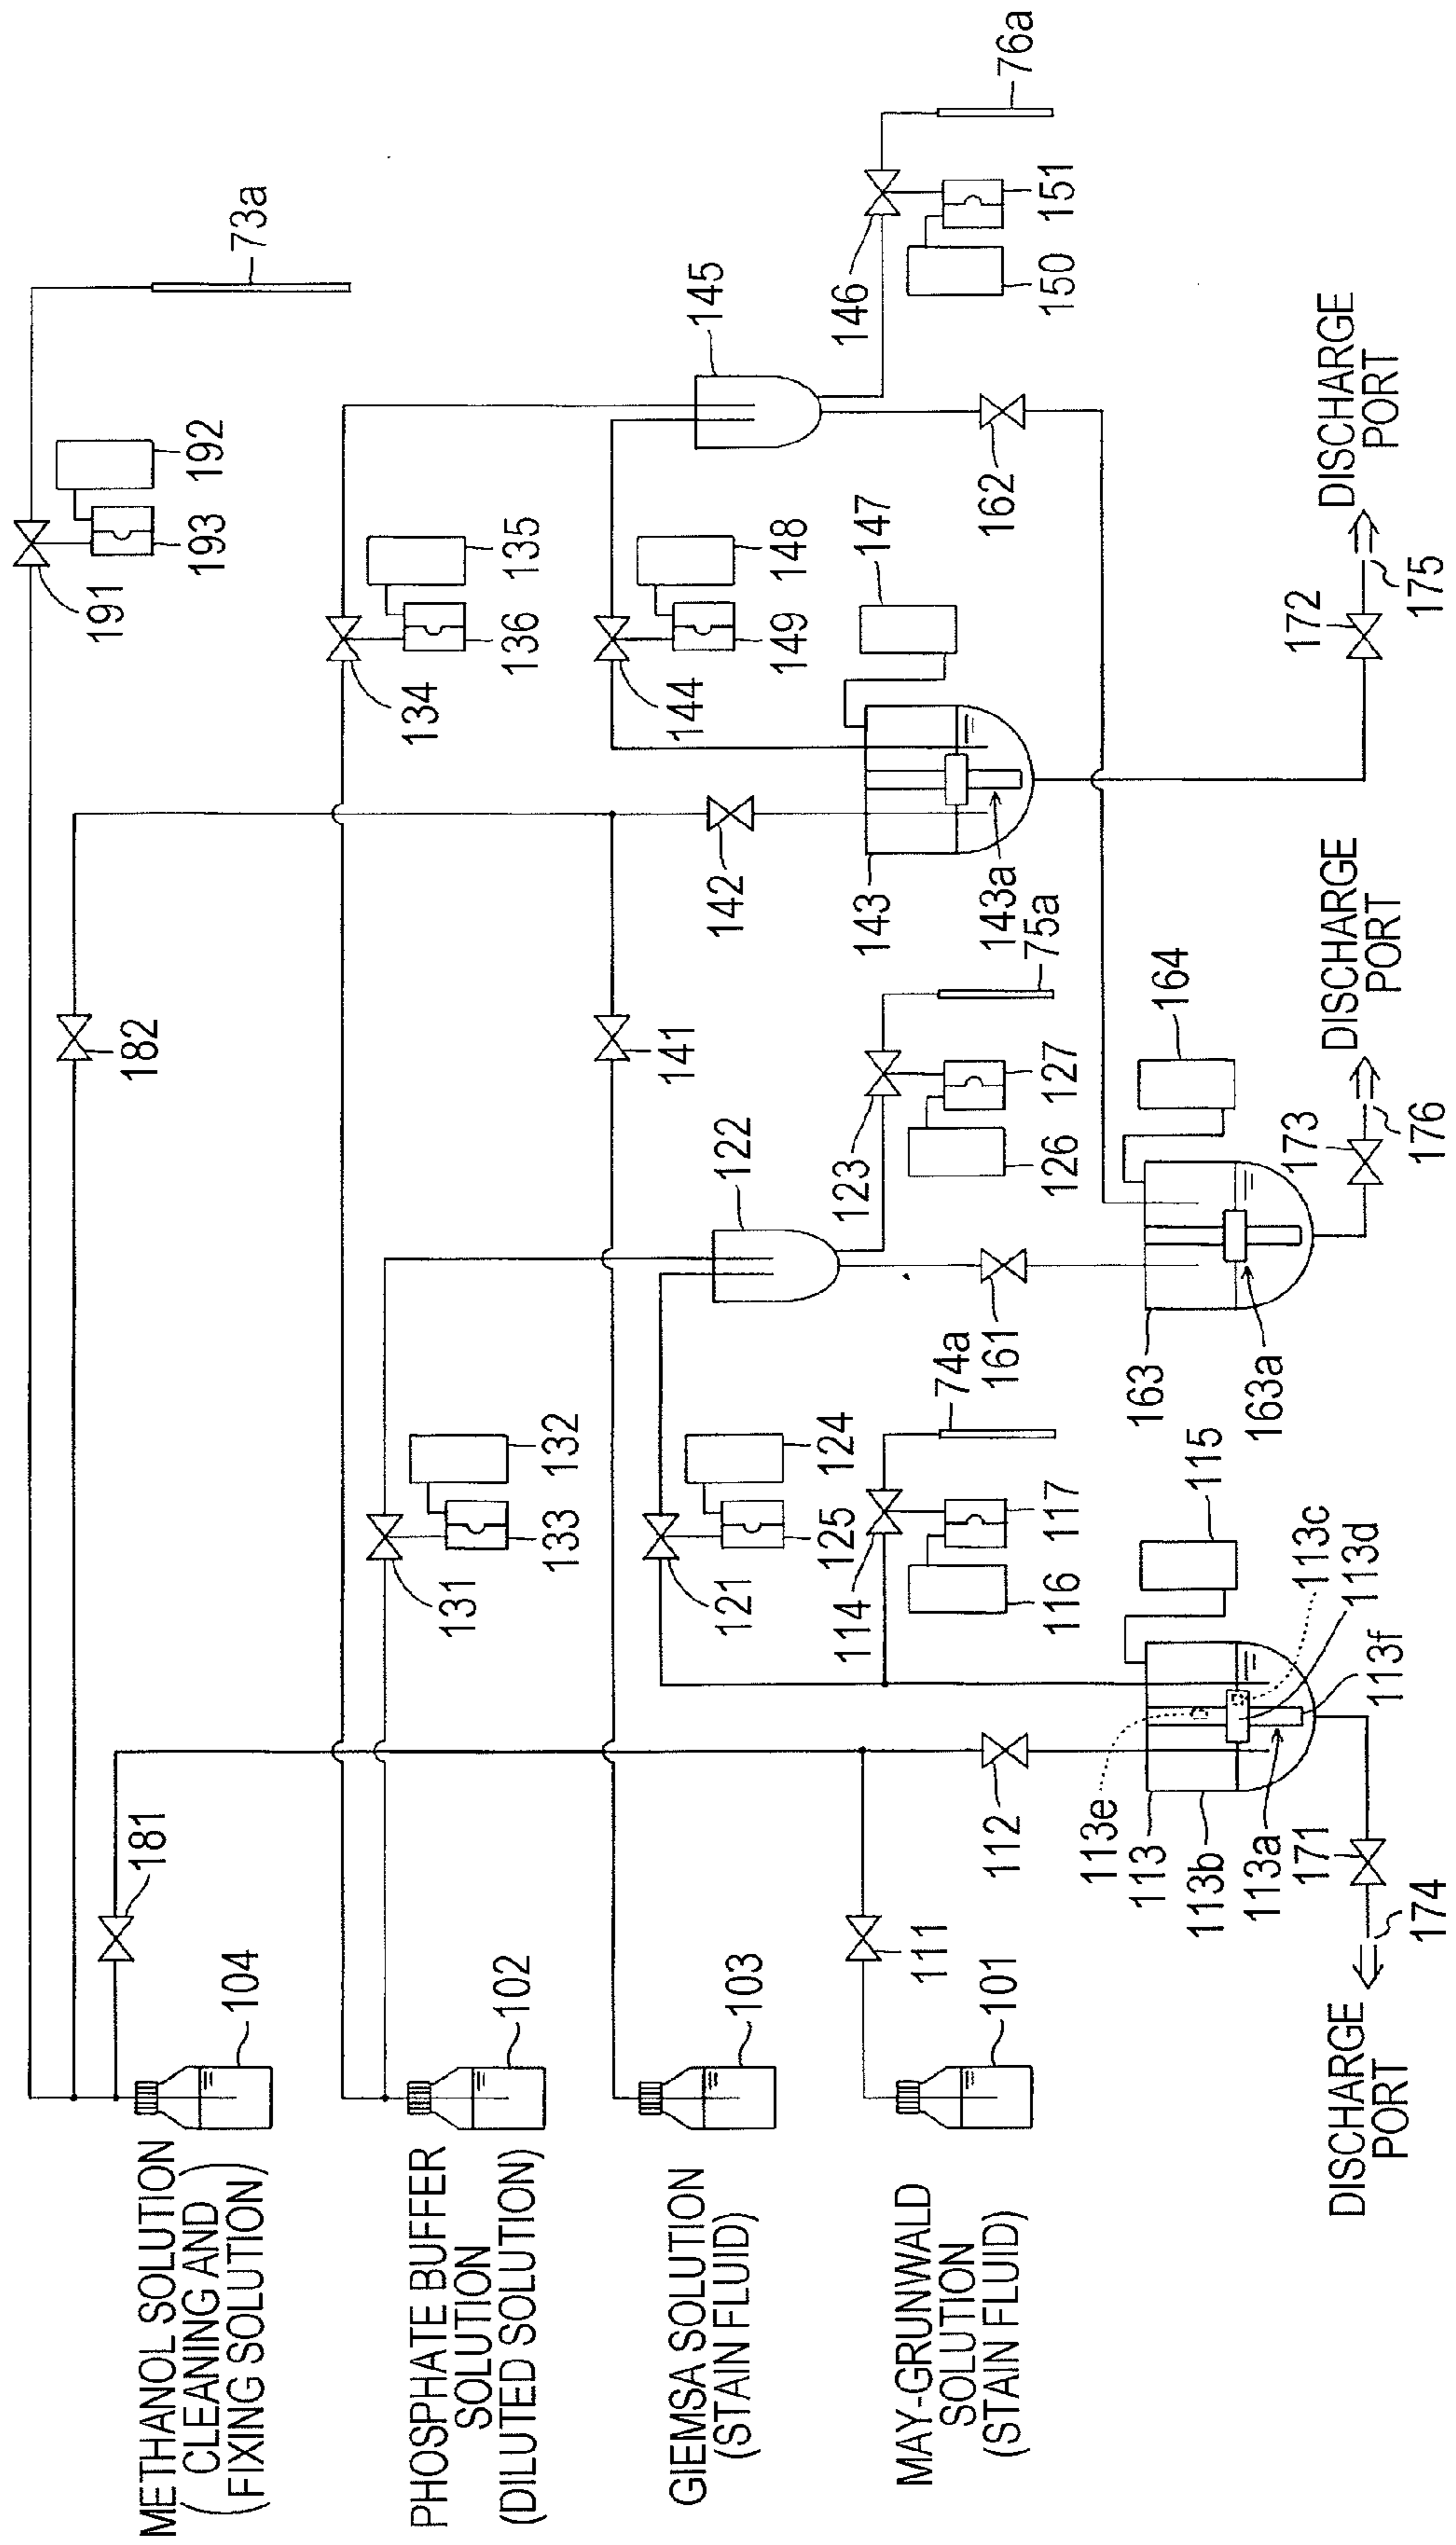 METHANOL SOLUTION
(CLEANING AND
FIXING SOLUTION)
104
181
182
191
193
192
73a
PHOSPHATE BUFFER
SOLUTION
(DILUTED SOLUTION)
102
131
133
132
134
136
135
GIEMSA SOLUTION
(STAIN FLUID)
103
121
125
124
122
141
144
149
148
142
145
MAY-GRUNWALD
SOLUTION
(STAIN FLUID)
101
111
112
114
116
117
74a
161
123
126
127
75a
143
143a
147
162
146
150
151
76a
113e
113
113b
113a
171
113c
113d
113f
115
163
163a
164
DISCHARGE
PORT
174
173
176
DISCHARGE
PORT
172
175
DISCHARGE
PORT